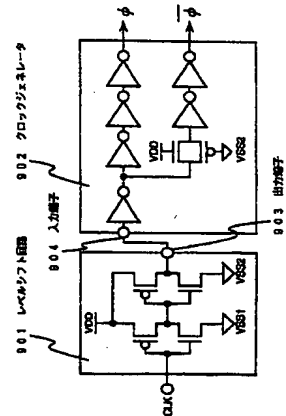 901 レベルシフト回路
902 クロックジェネレータ
904 入力端子
903 出力端子
CLK
VDD
VSS1
VSS2
VDD
VSS2
φ
φ̅